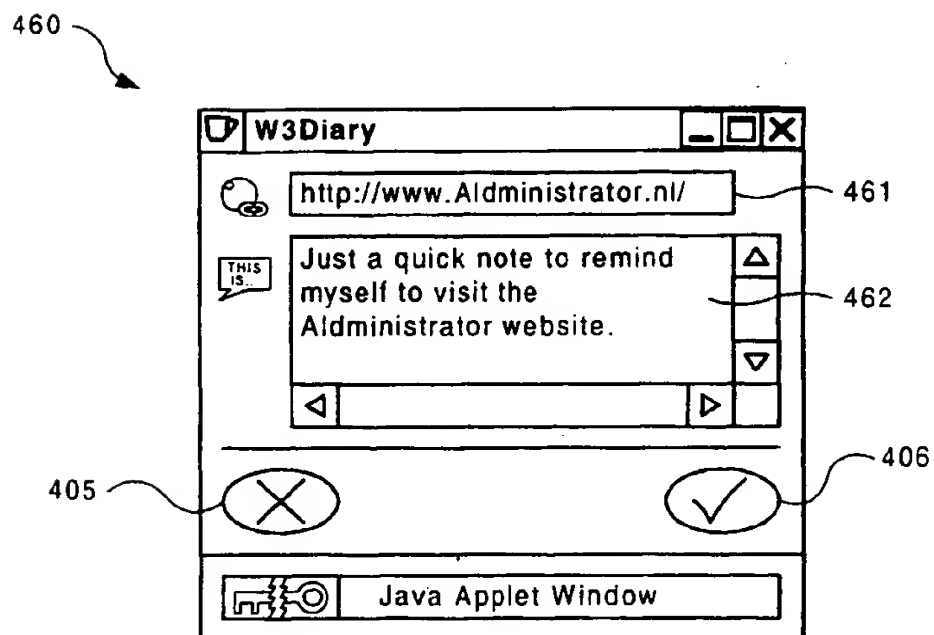 460
W3Diary
http://www.AIdministrator.nl/
461
THIS
IS..
Just a quick note to remind
myself to visit the
AIdministrator website.
462
405
406
Java Applet Window